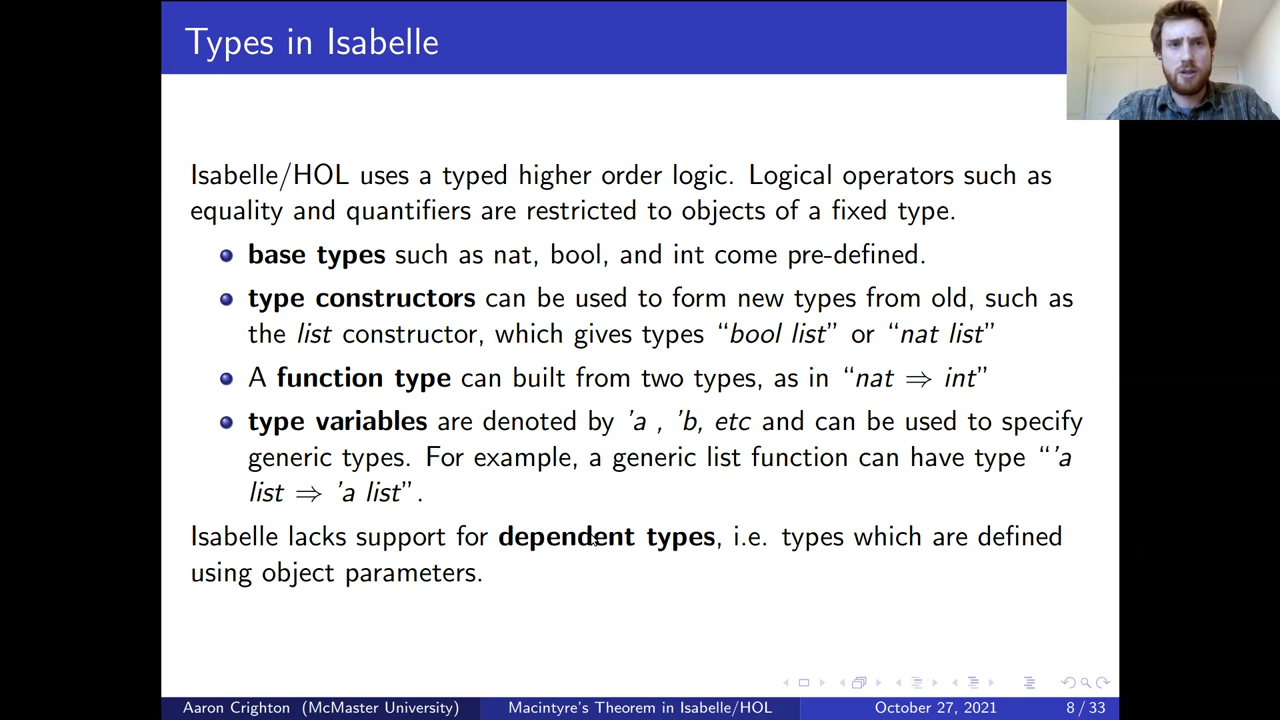 Types in Isabelle
Isabelle/HOL uses a typed higher order logic. Logical operators such as
equality and quantifiers are restricted to objects of a fixed type.
base types such as nat, bool, and int come pre-defined.
type constructors can be used to form new types from old, such as
the list constructor, which gives types “bool list” or “nat list”
A function type can built from two types, as in “nat ⇒ int”
type variables are denoted by 'a , 'b, etc and can be used to specify
generic types. For example, a generic list function can have type “'a
list ⇒ 'a list”.
Isabelle lacks support for dependent types, i.e. types which are defined
using object parameters.
Aaron Crighton (McMaster University) Macintyre's Theorem in Isabelle/HOL October 27, 2021 8 / 33